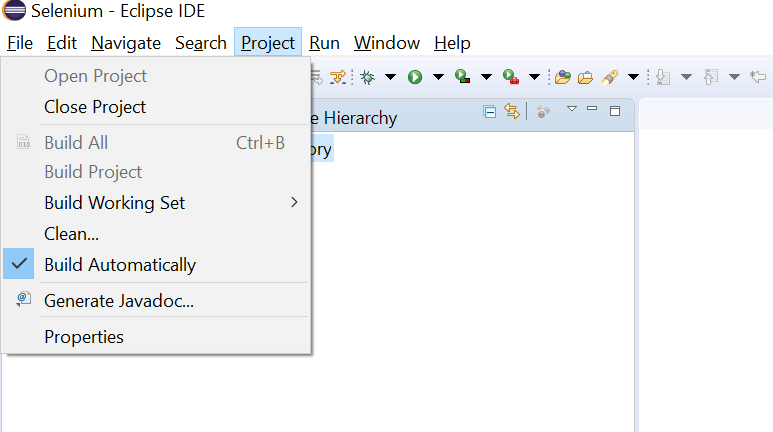 Selenium - Eclipse IDE
File Edit Navigate Search Project Run Window Help
Open Project
Close Project
e Hierarchy
Build All Ctrl+B
ory
Build Project
Build Working Set
Clean...
Build Automatically
Generate Javadoc...
Properties